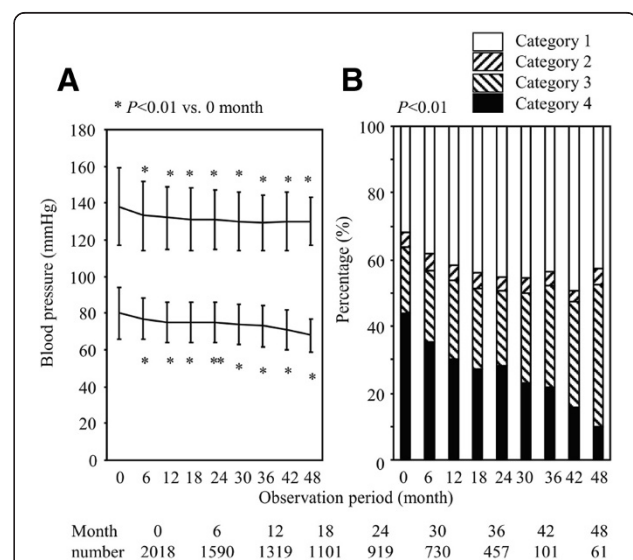 Category 1
Category 2
Category 3
Category 4
A
* P<0.01 vs. 0 month
180
160
140
120
100
80
60
40
20
0
Blood pressure (mmHg)
* * * * * * * *
* * * ** * * * *
0 6 12 18 24 30 36 42 48
B
P<0.01
100
80
60
40
20
0
Percentage (%)
0 6 12 18 24 30 36 42 48
Observation period (month)
Month 0 6 12 18 24 30 36 42 48
number 2018 1590 1319 1101 919 730 457 101 61